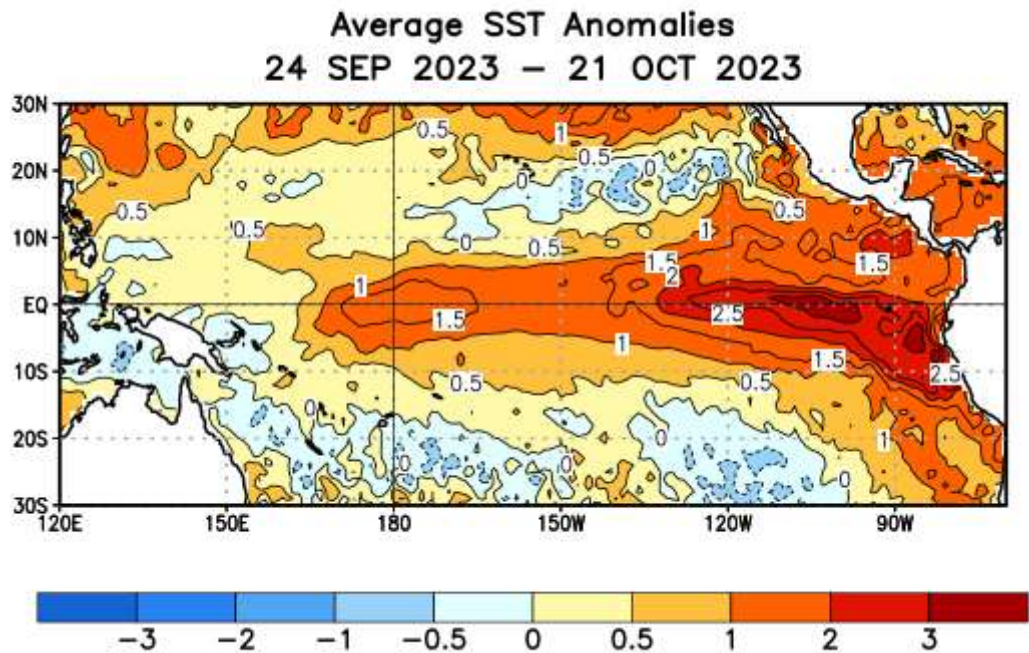 Average SST Anomalies
24 SEP 2023 – 21 OCT 2023
30N
0.5 1
0.5 0
20N
0
0.5 1 0.5
10N 0.5
0 0.5 1.5 1.5
1 2
EQ
1.5 2.5
1 1.5
10S 0.5 0.5 2.5
0
20S 0 1
0 0
30S
120E 150E 180 150W 120W 90W
−3 −2 −1 −0.5 0 0.5 1 2 3